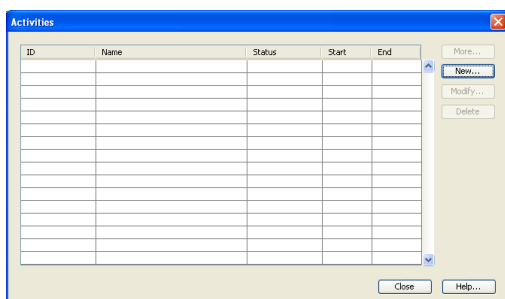 Activities
ID Name Status Start End More...
New...
Modify...
Delete
Close Help...